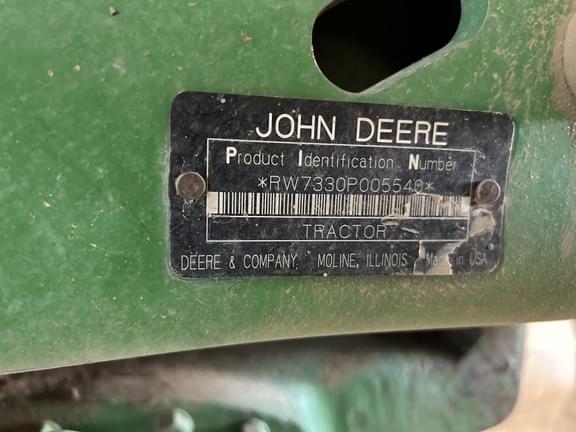 JOHN DEERE
Product Identification Number
*RW7330P005540*
TRACTOR
DEERE & COMPANY, MOLINE, ILLINOIS Made in USA